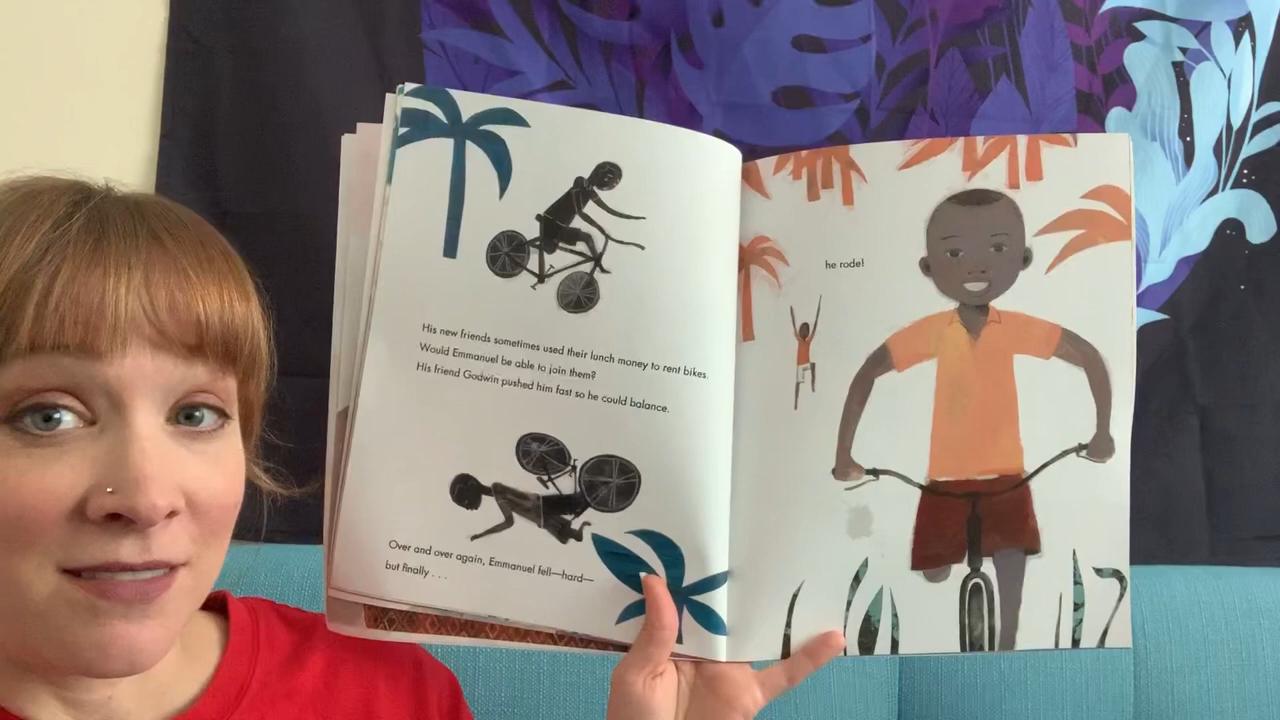 His new friends sometimes used their lunch money to rent bikes.
Would Emmanuel be able to join them?
His friend Godwin pushed him fast so he could balance.
Over and over again, Emmanuel fell—hard—
but finally . . .
he rode!